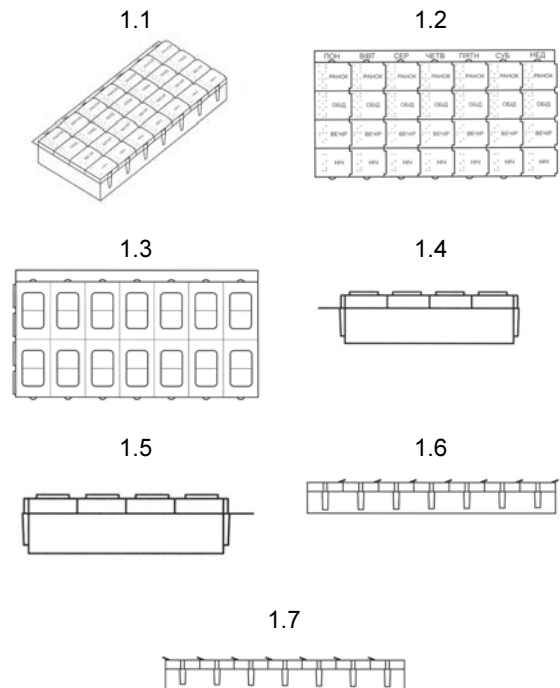 1.1
1.2
ПОН ВІВТ СЕР ЧЕТВ ПЯТН СУБ НЕД
РАНОК РАНОК РАНОК РАНОК РАНОК РАНОК РАНОК
ОБІД ОБІД ОБІД ОБІД ОБІД ОБІД ОБІД
ВЕЧІР ВЕЧІР ВЕЧІР ВЕЧІР ВЕЧІР ВЕЧІР ВЕЧІР
НІЧ НІЧ НІЧ НІЧ НІЧ НІЧ НІЧ
1.3
1.4
1.5
1.6
1.7